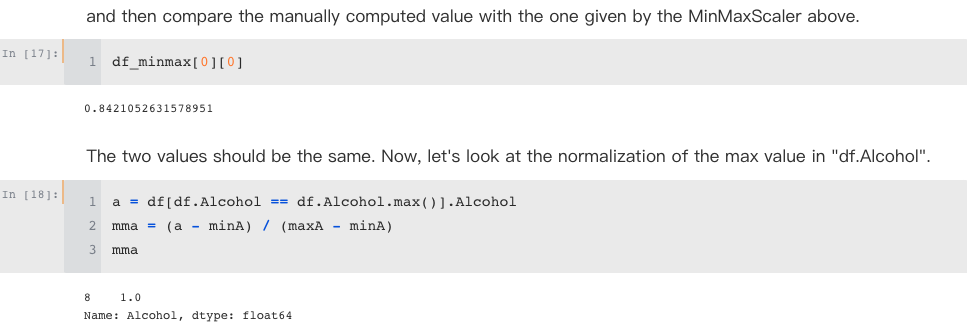 and then compare the manually computed value with the one given by the MinMaxScaler above.
In [17]:
1 df_minmax[0][0]
0.8421052631578951
The two values should be the same. Now, let's look at the normalization of the max value in "df.Alcohol".
In [18]:
1 a = df[df.Alcohol == df.Alcohol.max()].Alcohol
2 mma = (a - minA) / (maxA - minA)
3 mma
8    1.0
Name: Alcohol, dtype: float64